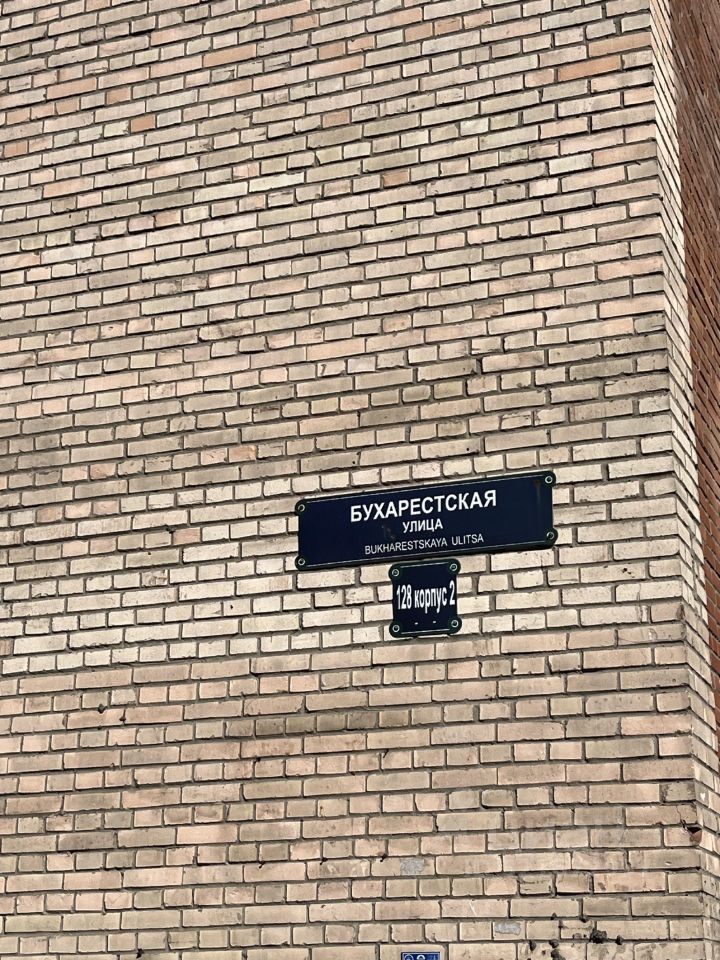 БУХАРЕСТСКАЯ
УЛИЦА
BUKHARESTSKAYA ULITSA
128 корпус 2